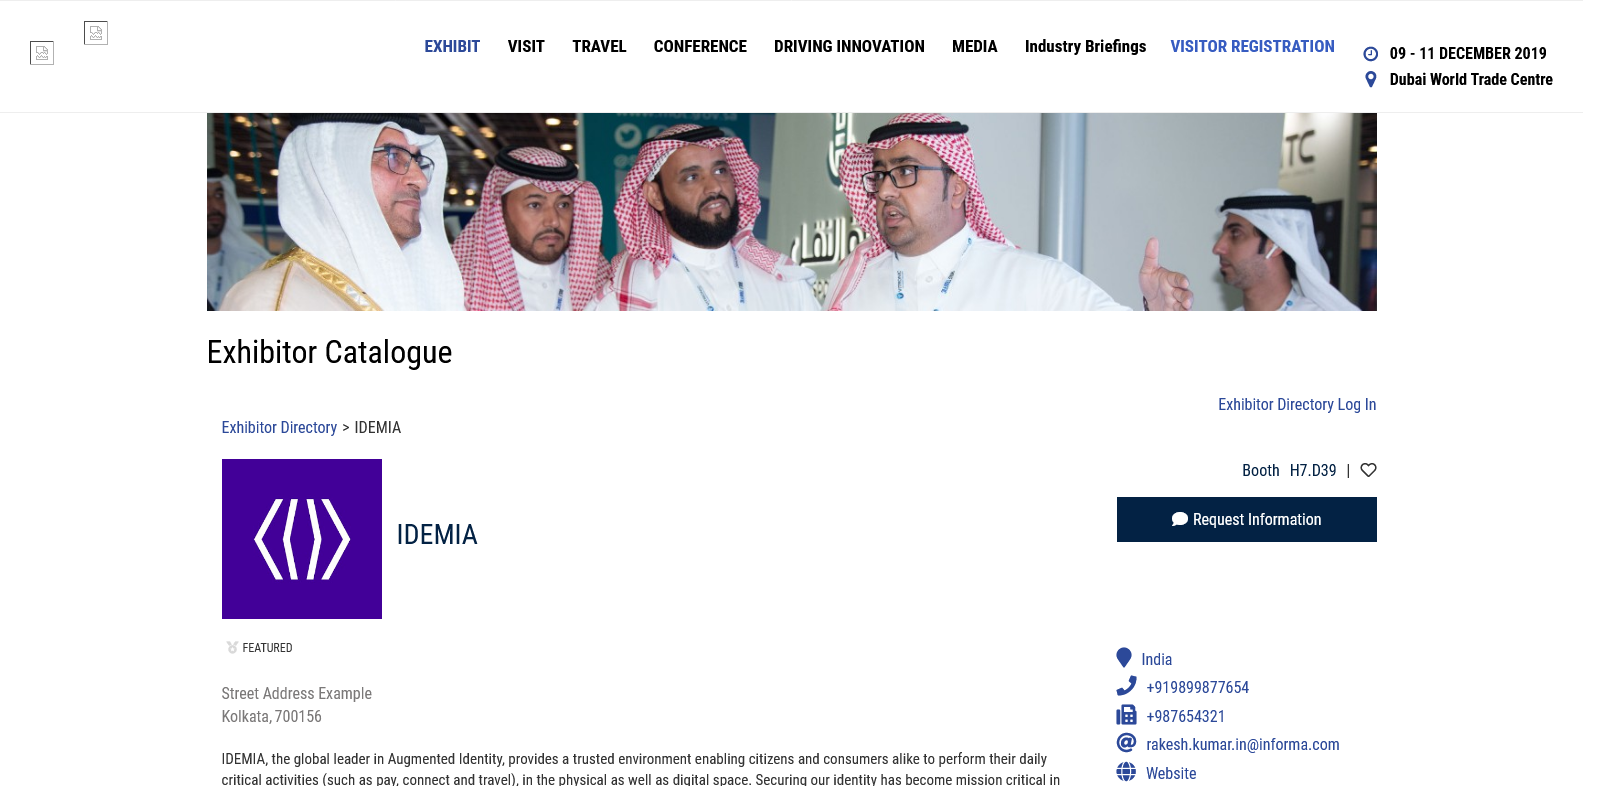 EXHIBIT VISIT TRAVEL CONFERENCE DRIVING INNOVATION MEDIA Industry Briefings VISITOR REGISTRATION
09 - 11 DECEMBER 2019
Dubai World Trade Centre
TC
Exhibitor Catalogue
Exhibitor Directory Log In
Exhibitor Directory > IDEMIA
Booth H7.D39 |
Request Information
IDEMIA
FEATURED
Street Address Example
Kolkata, 700156
IDEMIA, the global leader in Augmented Identity, provides a trusted environment enabling citizens and consumers alike to perform their daily
critical activities (such as pay, connect and travel), in the physical as well as digital space. Securing our identity has become mission critical in
India
+919899877654
+987654321
rakesh.kumar.in@informa.com
Website